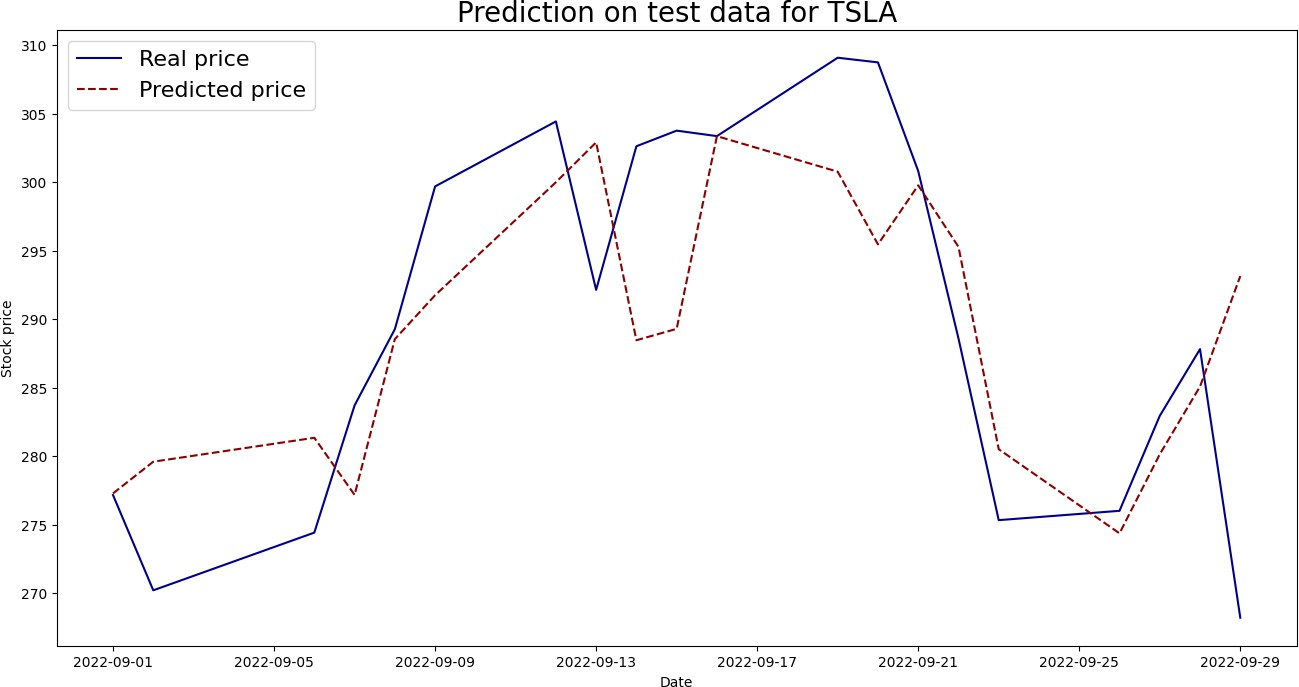 Prediction on test data for TSLA
Real price
Predicted price
310
305
300
295
290
285
280
275
270
Stock price
2022-09-01 2022-09-05 2022-09-09 2022-09-13 2022-09-17 2022-09-21 2022-09-25 2022-09-29
Date